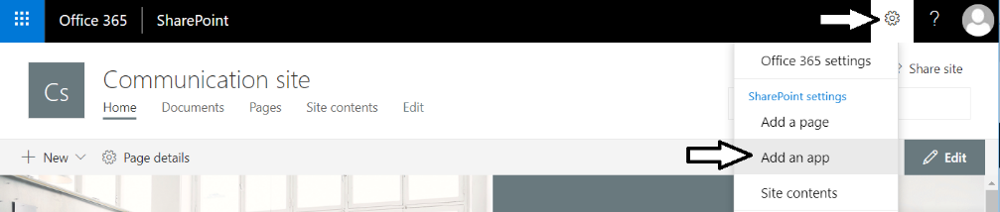 Office 365 SharePoint ?
Office 365 settings
Cs Communication site Share site
SharePoint settings
Home Documents Pages Site contents Edit
Add a page
New Page details Add an app Edit
Site contents